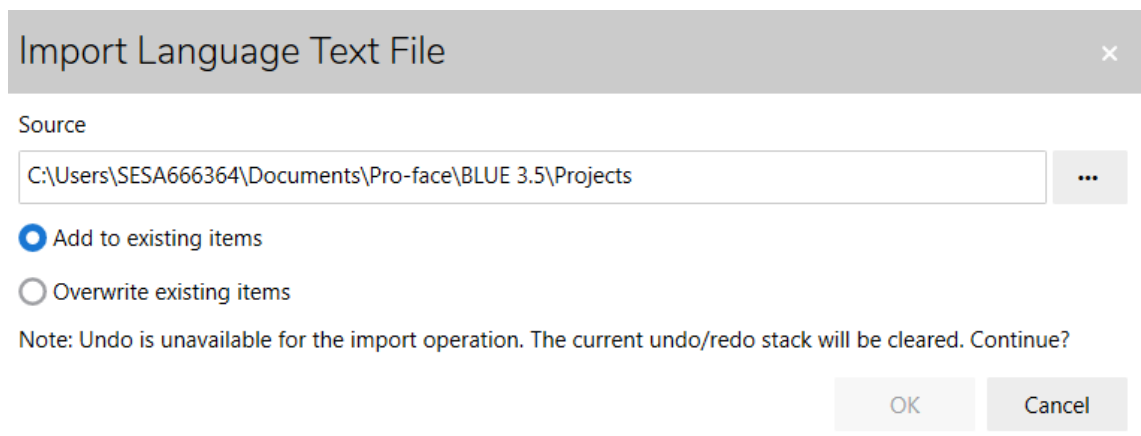 Import Language Text File
Source
C:\Users\SESA666364\Documents\Pro-face\BLUE 3.5\Projects
Add to existing items
Overwrite existing items
Note: Undo is unavailable for the import operation. The current undo/redo stack will be cleared. Continue?
OK Cancel